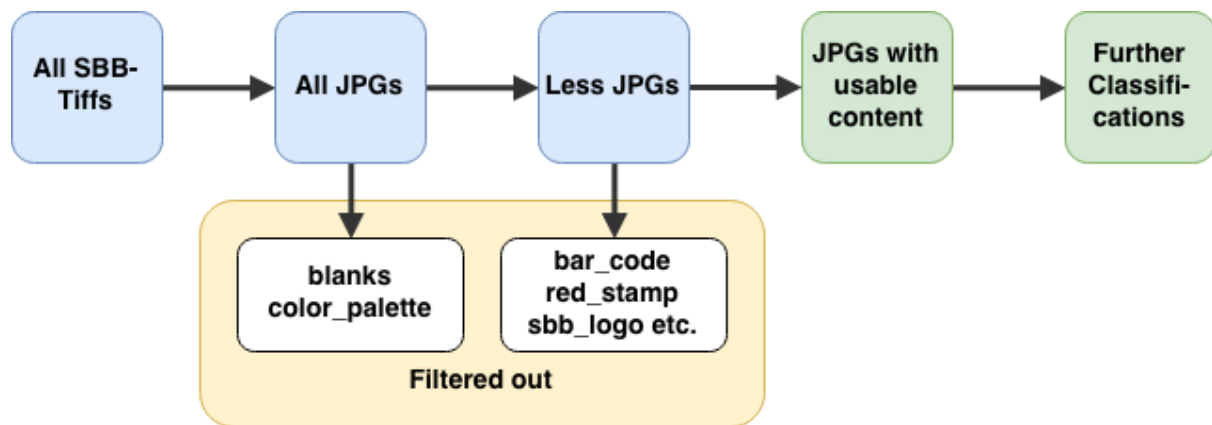 All SBB-
Tiffs
All JPGs
Less JPGs
JPGs with
usable
content
Further
Classifi-
cations
blanks
color_palette
bar_code
red_stamp
sbb_logo etc.
Filtered out